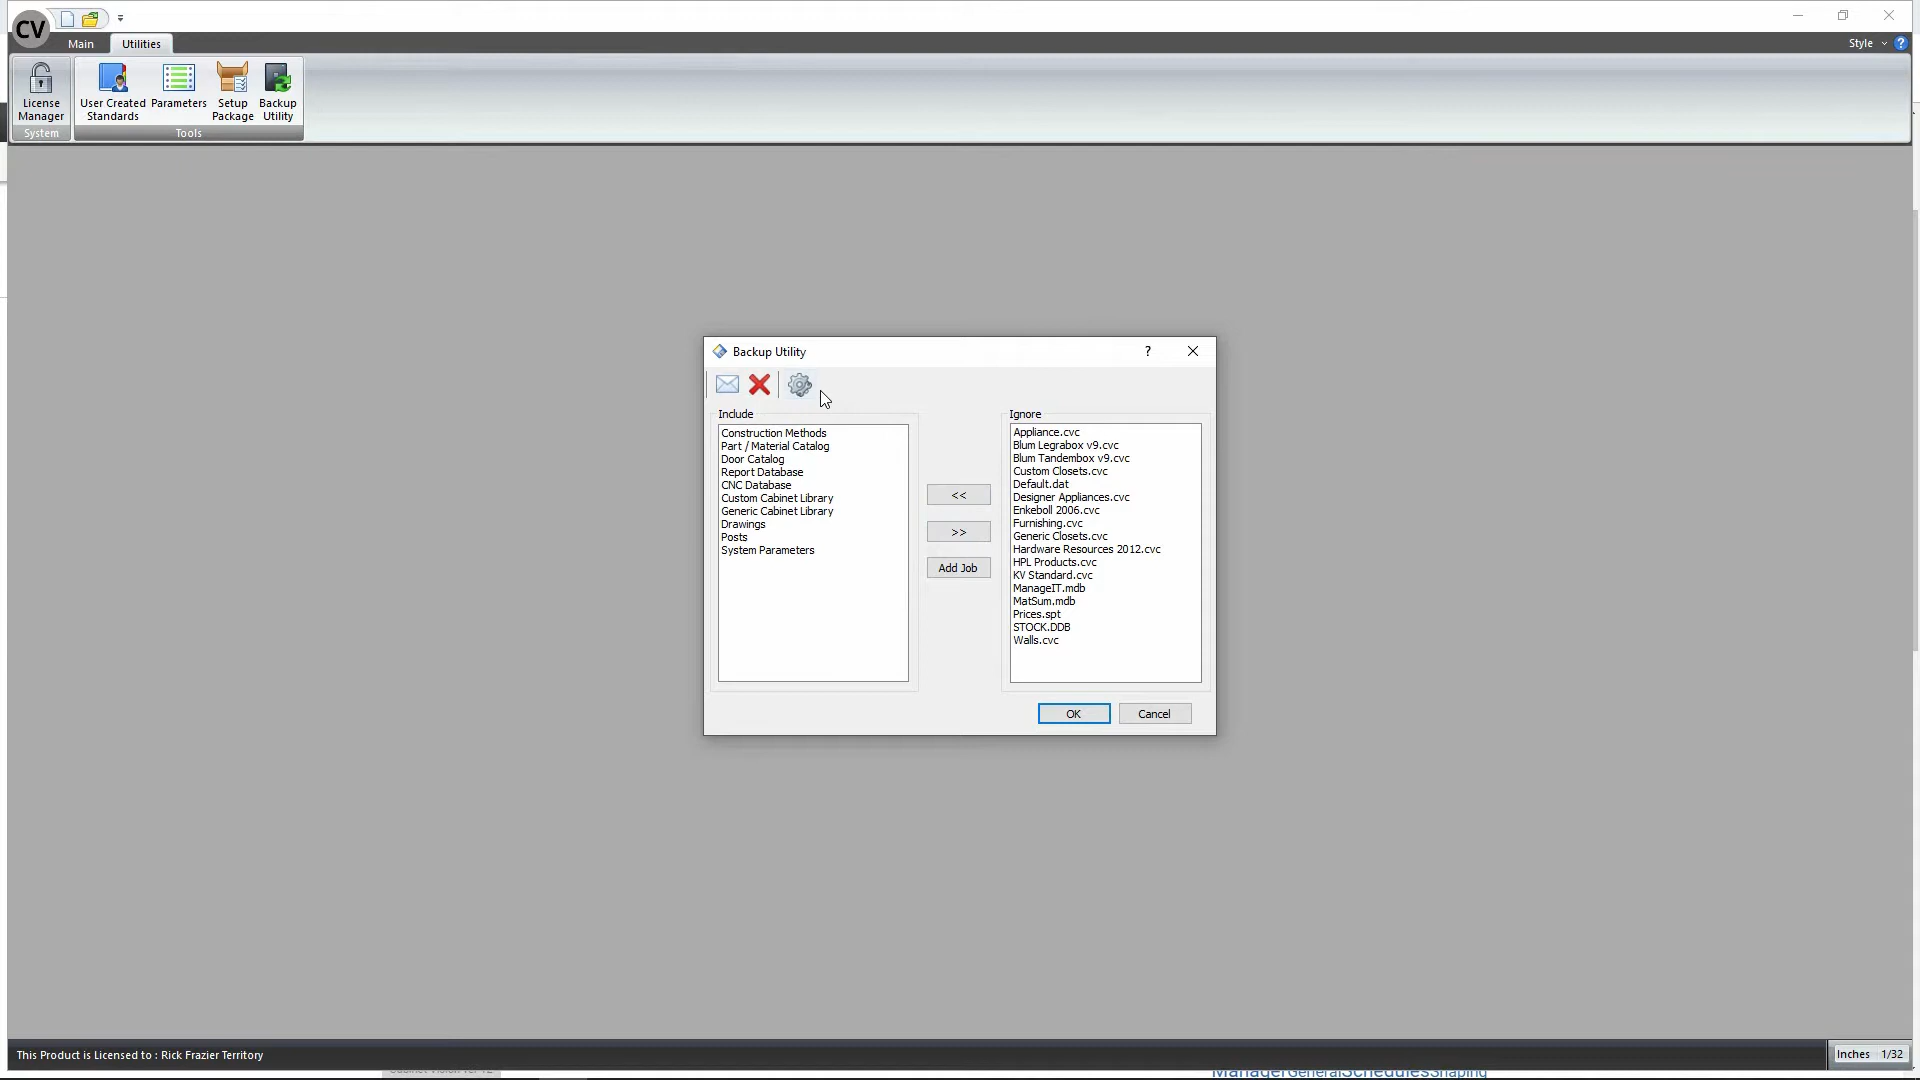 CV
Main
Utilities
Style
?
License
Manager
System
User Created
Standards
Parameters
Setup
Package
Backup
Utility
Tools
Backup Utility
?
Include
Construction Methods
Part / Material Catalog
Door Catalog
Report Database
CNC Database
Custom Cabinet Library
Generic Cabinet Library
Drawings
Posts
System Parameters
<<
>>
Add Job
Ignore
Appliance.cvc
Blum Legrabox v9.cvc
Blum Tandembox v9.cvc
Custom Closets.cvc
Default.dat
Designer Appliances.cvc
Enkeboll 2006.cvc
Furnishing.cvc
Generic Closets.cvc
Hardware Resources 2012.cvc
HPL Products.cvc
KV Standard.cvc
ManageIT.mdb
MatSum.mdb
Prices.spt
STOCK.DDB
Walls.cvc
OK
Cancel
This Product is Licensed to : Rick Frazier Territory
Inches 1/32
ManagerGeneralSchedulesShaping